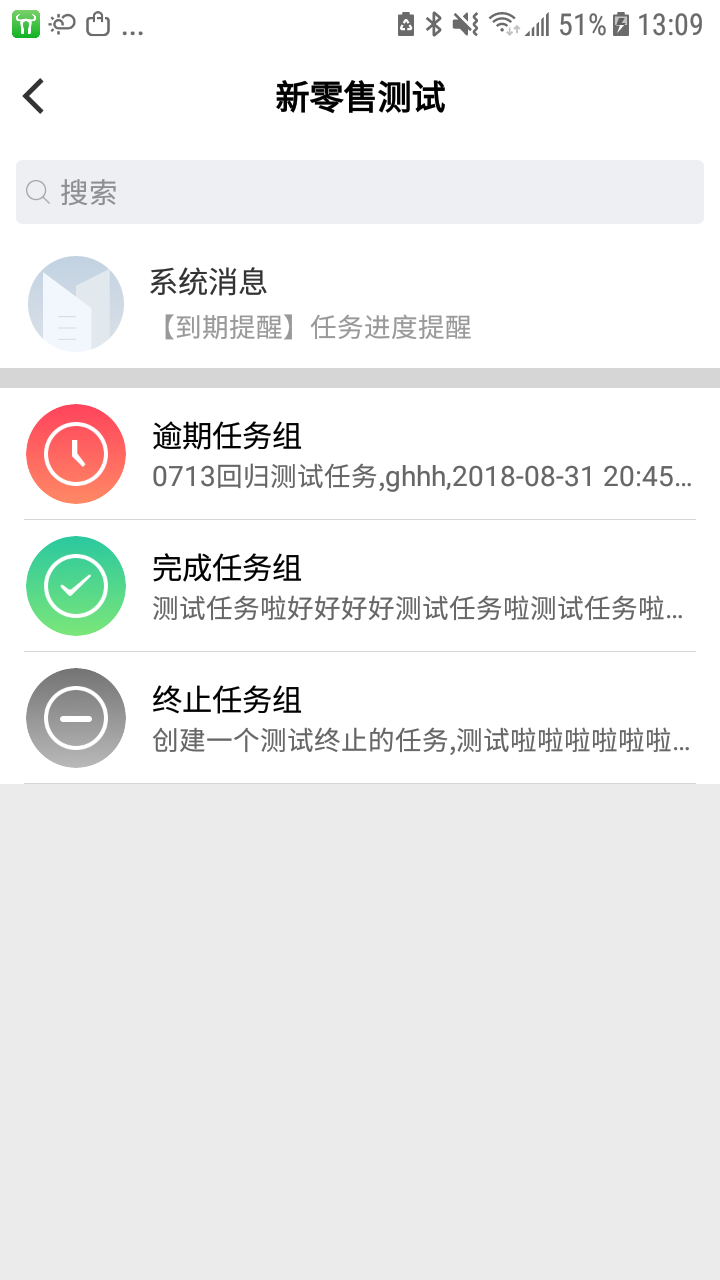 ... 51% 13:09
新零售测试
搜索
系统消息
【到期提醒】任务进度提醒
逾期任务组
0713回归测试任务,ghhh,2018-08-31 20:45...
完成任务组
测试任务啦好好好好测试任务啦测试任务啦...
终止任务组
创建一个测试终止的任务,测试啦啦啦啦啦啦...